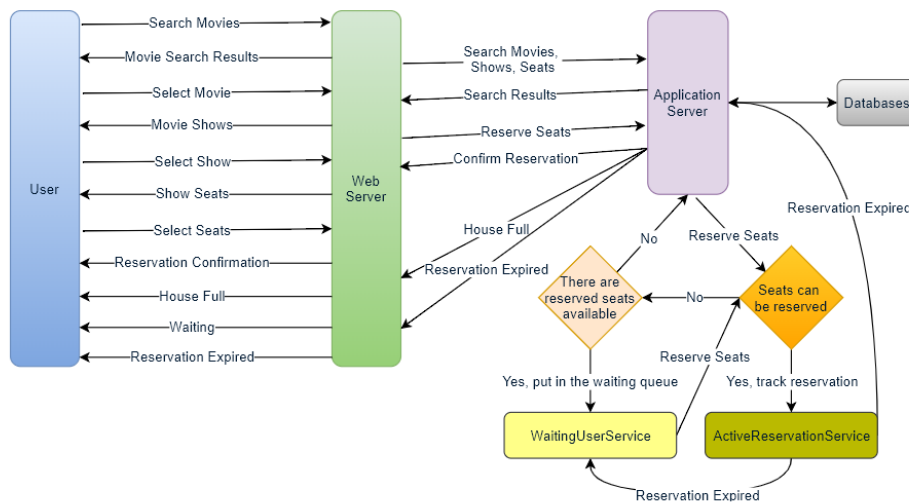 Search Movies
Movie Search Results
Select Movie
Movie Shows
Select Show
Show Seats
Select Seats
Reservation Confirmation
House Full
Waiting
Reservation Expired
User
Web
Server
Search Movies,
Shows, Seats
Search Results
Reserve Seats
Confirm Reservation
House Full
Reservation Expired
Application
Server
Databases
Reservation Expired
No
Reserve Seats
There are
reserved seats
available
No
Seats can
be reserved
Reserve Seats
Yes, put in the waiting queue
Yes, track reservation
WaitingUserService
ActiveReservationService
Reservation Expired